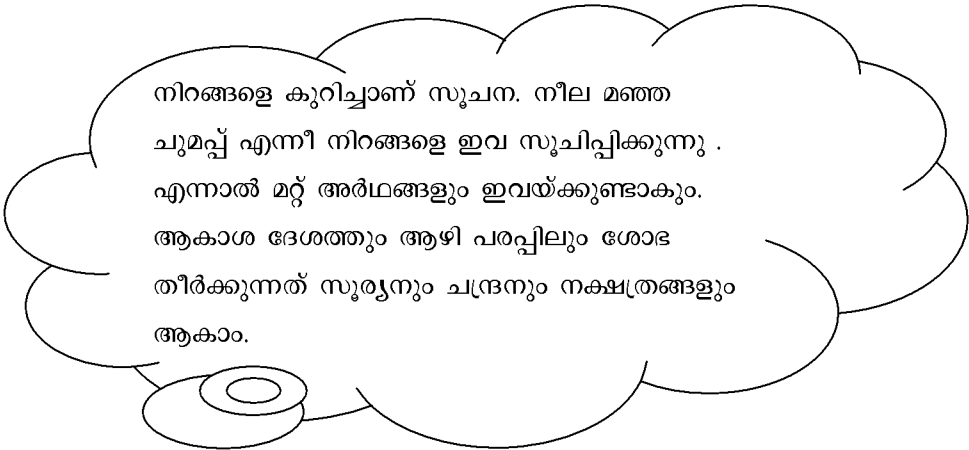 നിറങ്ങളെ കുറിച്ചാണ് സൂചന. നീല മഞ്ഞ
ചുമപ്പ് എന്നീ നിറങ്ങളെ ഇവ സൂചിപ്പിക്കുന്നു .
എന്നാൽ മറ്റ് അർഥങ്ങളും ഇവയ്ക്കുണ്ടാകും.
ആകാശ ദേശത്തും ആഴി പരപ്പിലും ശോഭ
തീർക്കുന്നത് സൂര്യനും ചന്ദ്രനും നക്ഷത്രങ്ങളും
ആകാം.